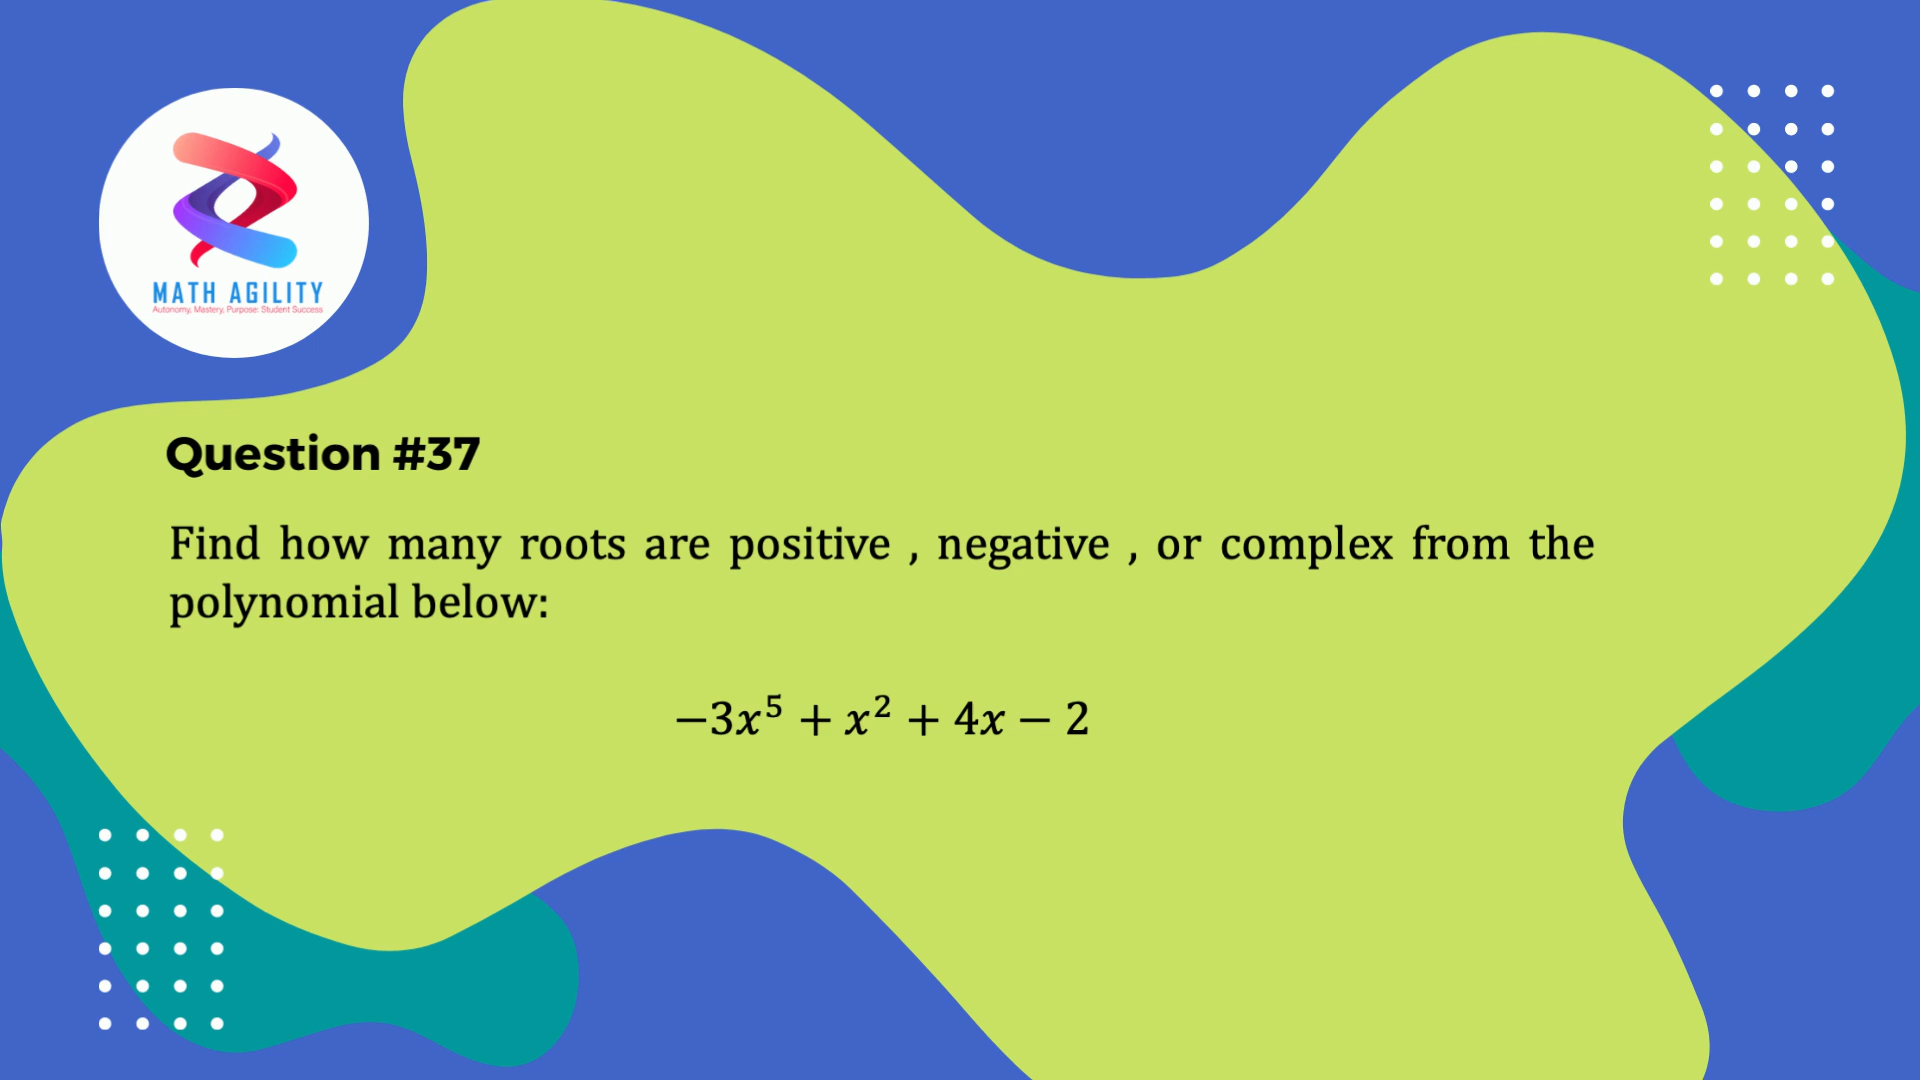 MATH AGILITY
Autonomy, Mastery, Purpose: Student Success
Question #37
Find how many roots are positive , negative , or complex from the
polynomial below:
−3x⁵ + x² + 4x − 2